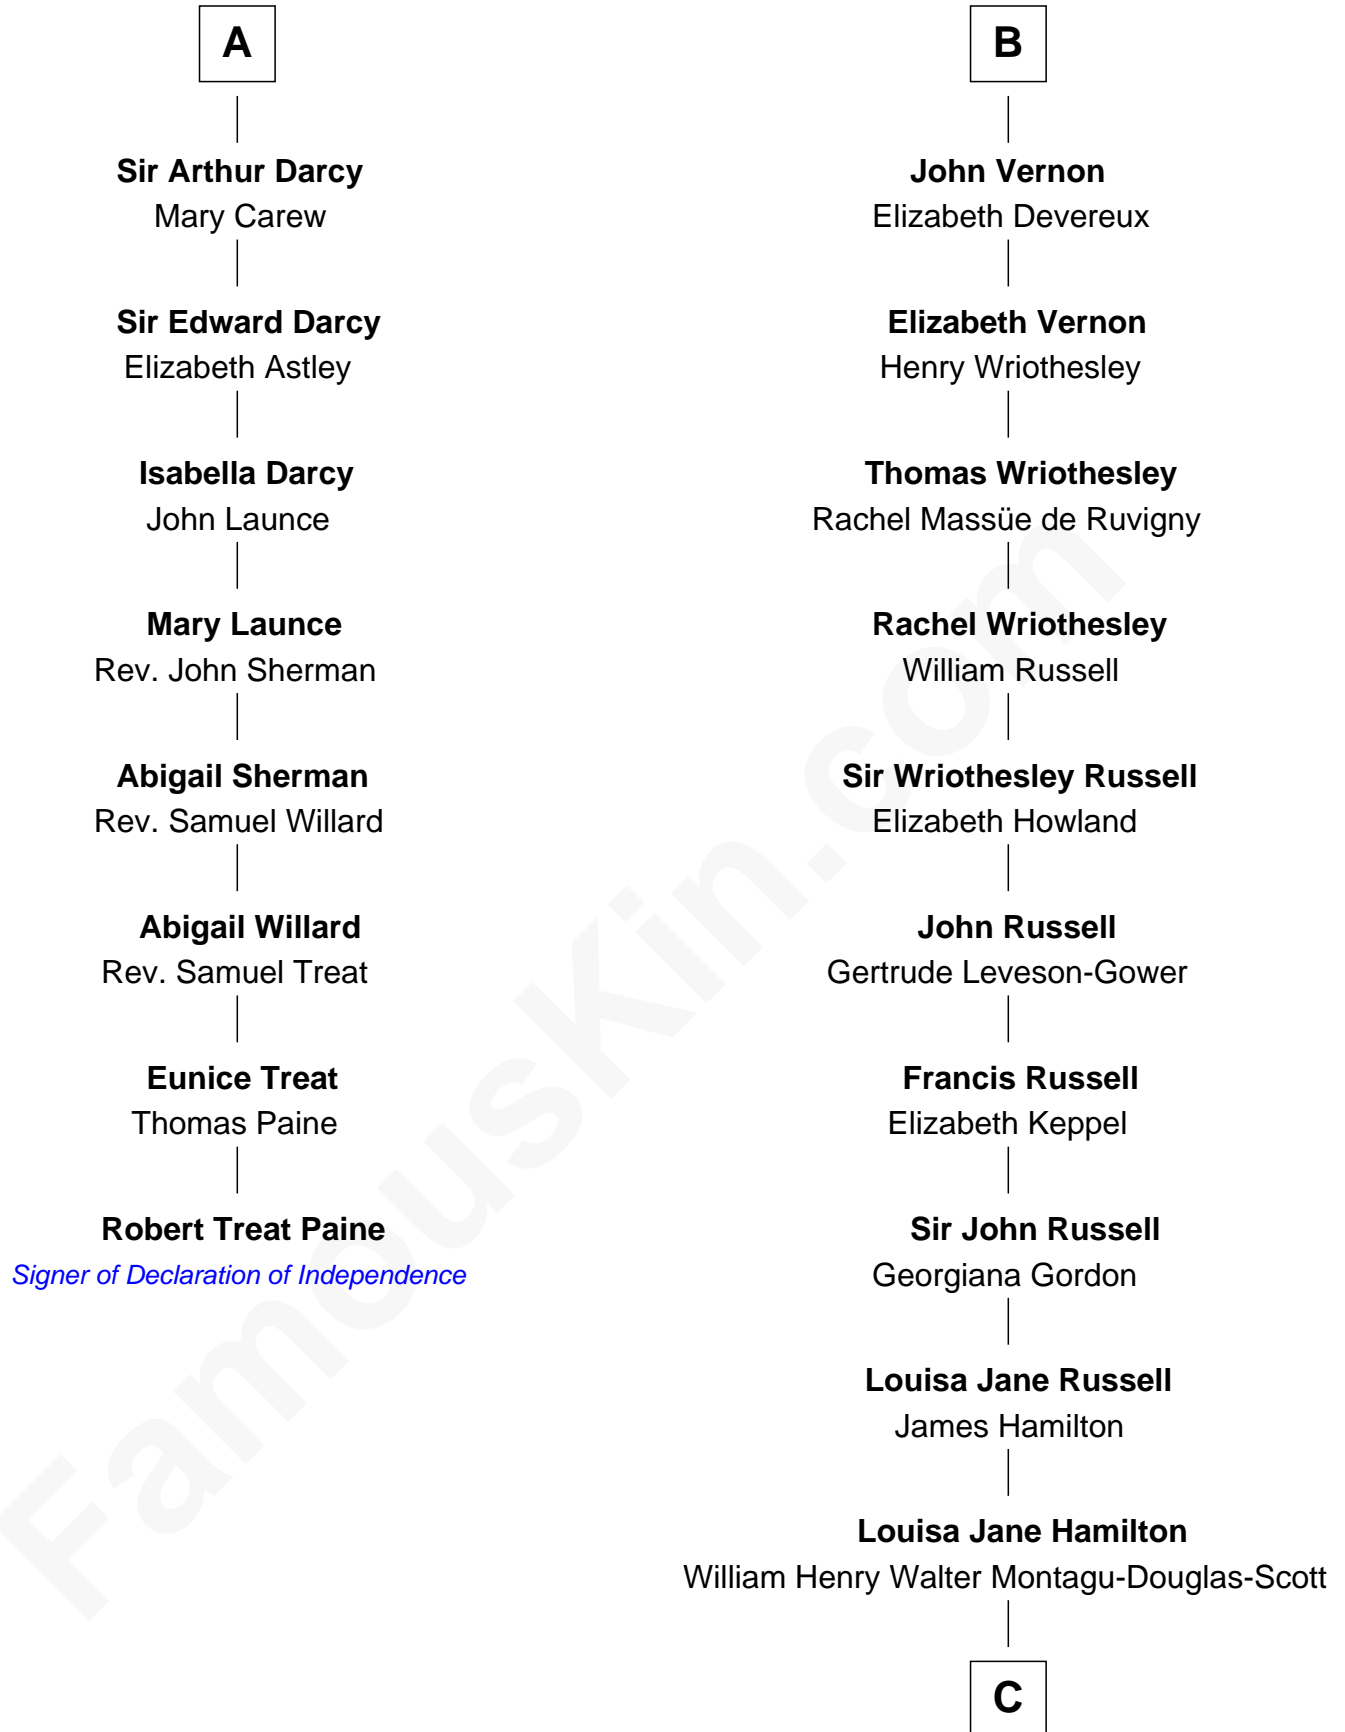 A
Sir Arthur Darcy
Mary Carew
Sir Edward Darcy
Elizabeth Astley
Isabella Darcy
John Launce
Mary Launce
Rev. John Sherman
Abigail Sherman
Rev. Samuel Willard
Abigail Willard
Rev. Samuel Treat
Eunice Treat
Thomas Paine
Robert Treat Paine
Signer of Declaration of Independence
B
John Vernon
Elizabeth Devereux
Elizabeth Vernon
Henry Wriothesley
Thomas Wriothesley
Rachel Massüe de Ruvigny
Rachel Wriothesley
William Russell
Sir Wriothesley Russell
Elizabeth Howland
John Russell
Gertrude Leveson-Gower
Francis Russell
Elizabeth Keppel
Sir John Russell
Georgiana Gordon
Louisa Jane Russell
James Hamilton
Louisa Jane Hamilton
William Henry Walter Montagu-Douglas-Scott
C
FamousKin.com